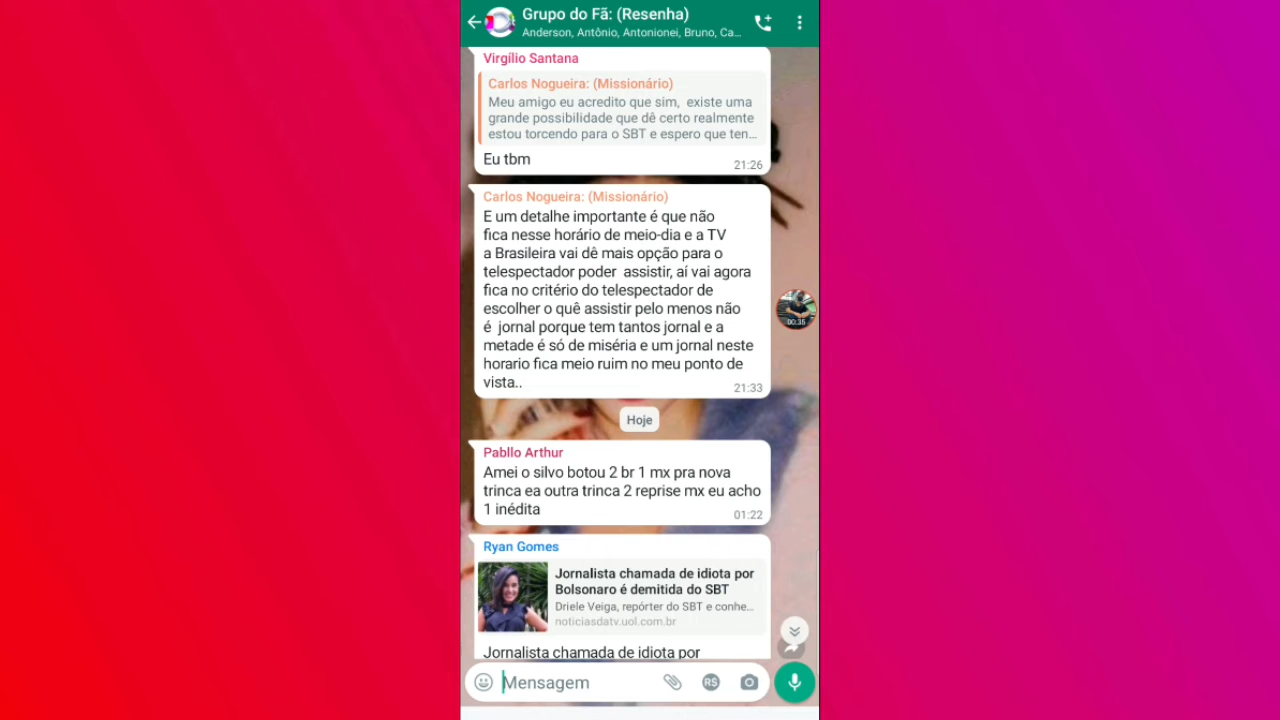 Grupo do Fã: (Resenha)
Anderson, Antônio, Antonionei, Bruno, Ca...
Virgílio Santana
Carlos Nogueira: (Missionário)
Meu amigo eu acredito que sim,  existe uma
grande possibilidade que dê certo realmente
estou torcendo para o SBT e espero que ten...
Eu tbm
21:26
Carlos Nogueira: (Missionário)
E um detalhe importante é que não
fica nesse horário de meio-dia e a TV
a Brasileira vai dê mais opção para o
telespectador poder  assistir, aí vai agora
fica no critério do telespectador de
escolher o quê assistir pelo menos não
é  jornal porque tem tantos jornal e a
metade é só de miséria e um jornal neste
horario fica meio ruim no meu ponto de
vista..
21:33
00:35
Hoje
Pabllo Arthur
Amei o silvo botou 2 br 1 mx pra nova
trinca ea outra trinca 2 reprise mx eu acho
1 inédita
01:22
Ryan Gomes
Jornalista chamada de idiota por
Bolsonaro é demitida do SBT
Driele Veiga, repórter do SBT e conhe...
noticiasdatv.uol.com.br
Jornalista chamada de idiota por
Mensagem
R$